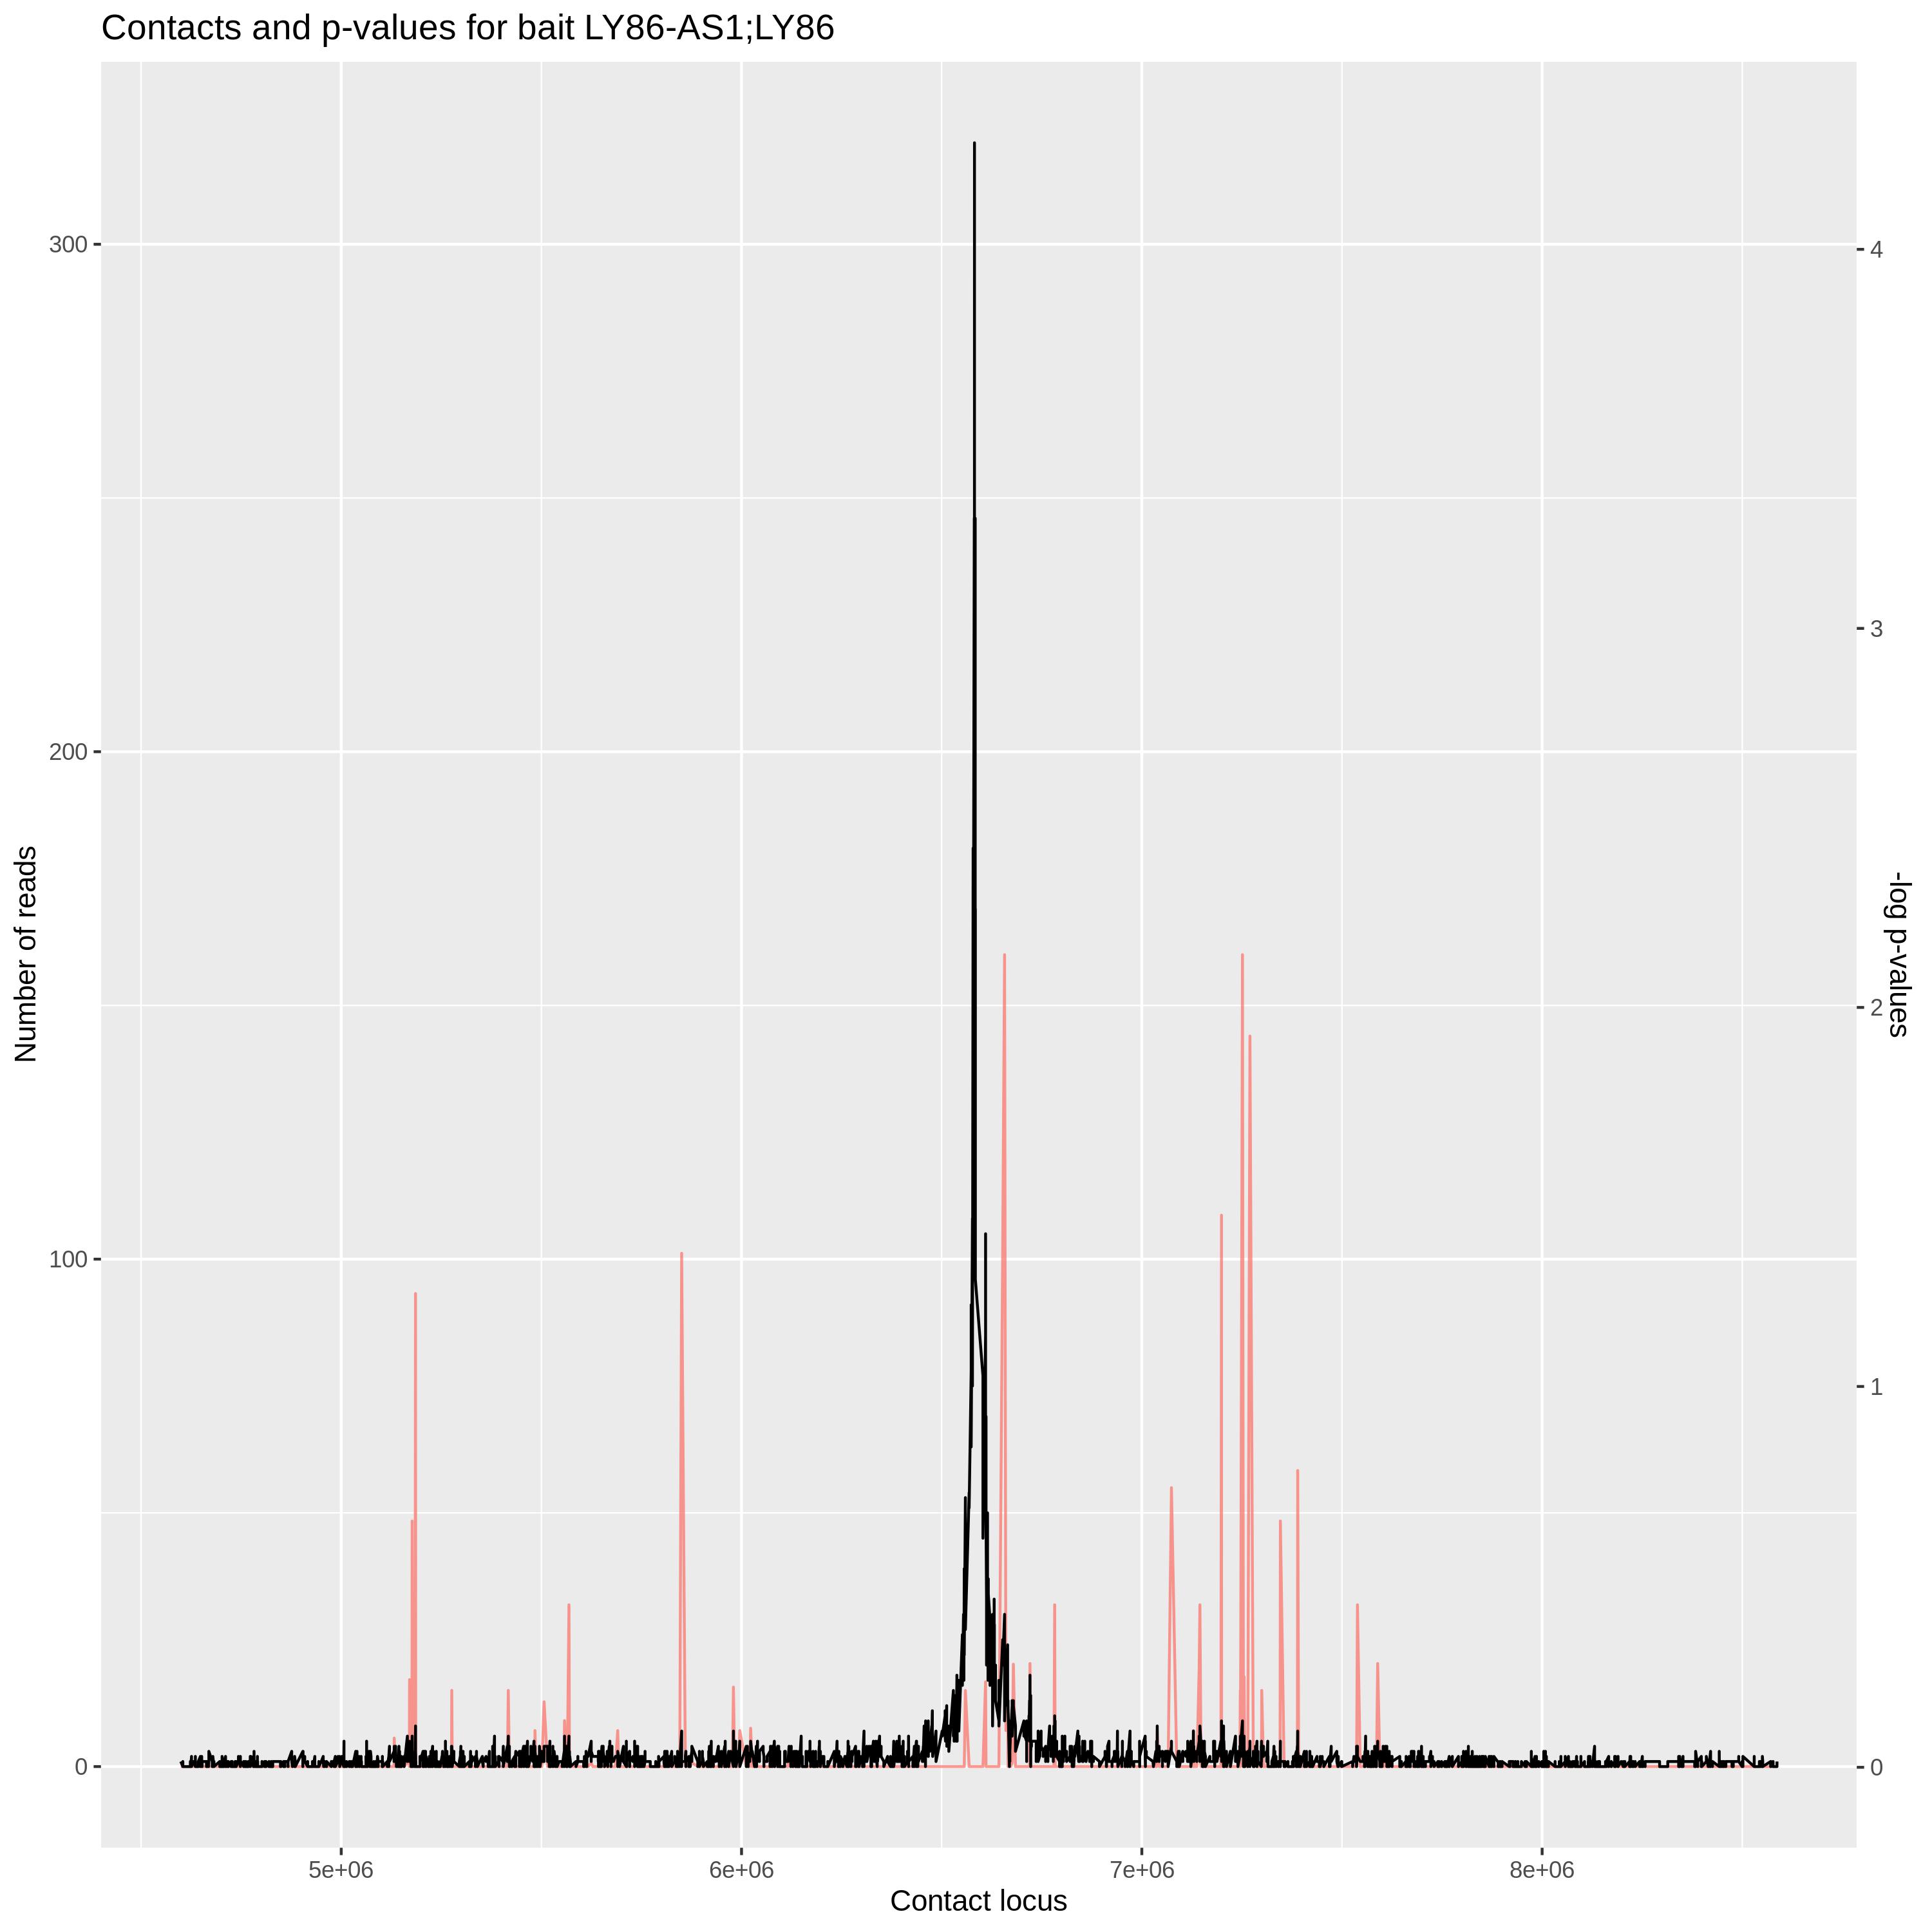 Contacts and p-values for bait LY86-AS1;LY86
300
200
100
0
Number of reads
4
3
2
1
0
-log p-values
5e+06
6e+06
7e+06
8e+06
Contact locus